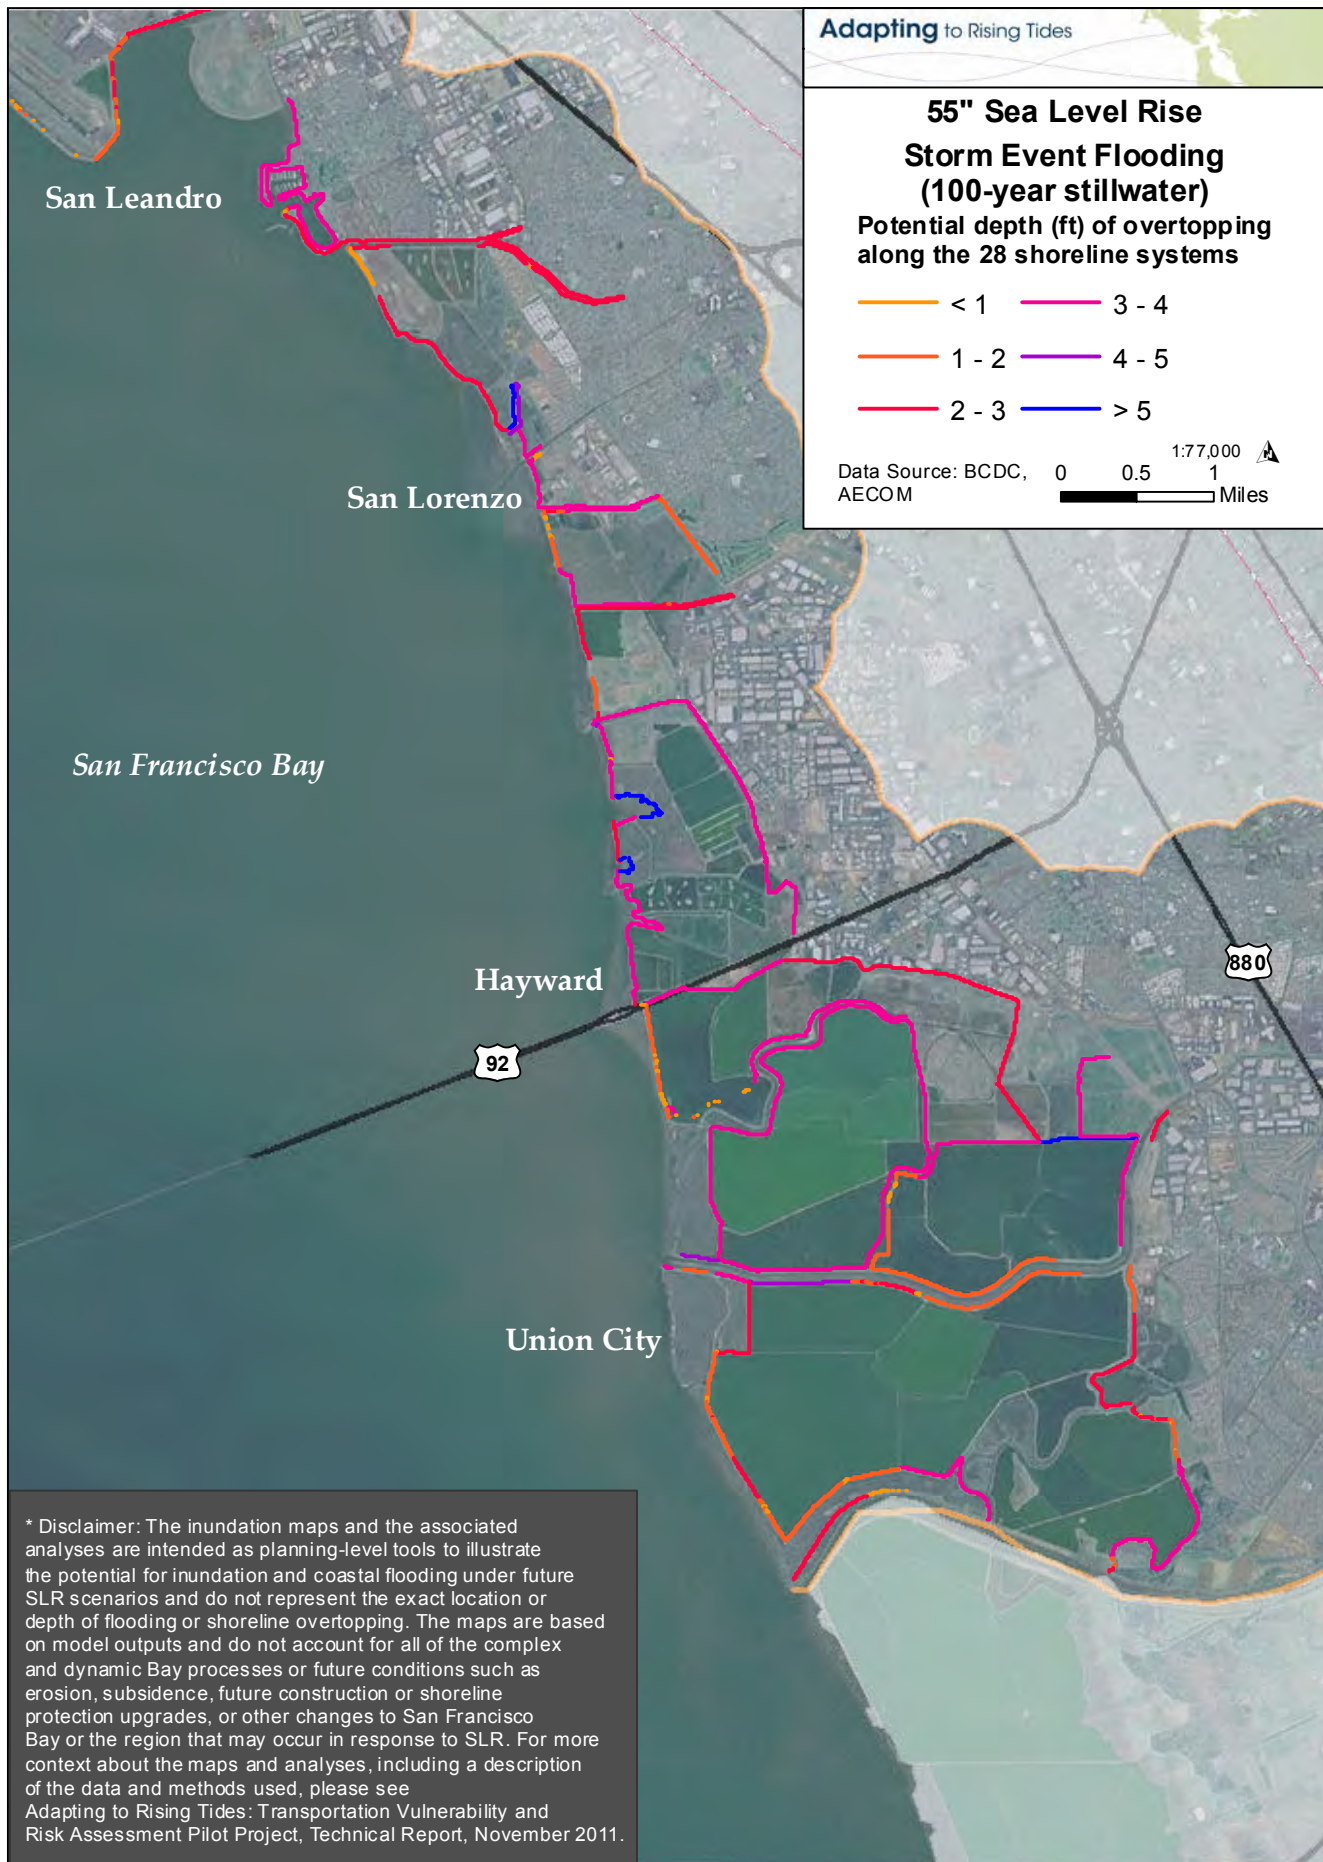 Adapting to Rising Tides
55" Sea Level Rise
Storm Event Flooding
(100-year stillwater)
Potential depth (ft) of overtopping
along the 28 shoreline systems
< 1
3 - 4
1 - 2
4 - 5
2 - 3
> 5
Data Source: BCDC,
AECOM
1:77,000
0 0.5 1
Miles
San Leandro
San Lorenzo
San Francisco Bay
Hayward
880
92
Union City
* Disclaimer: The inundation maps and the associated
analyses are intended as planning-level tools to illustrate
the potential for inundation and coastal flooding under future
SLR scenarios and do not represent the exact location or
depth of flooding or shoreline overtopping. The maps are based
on model outputs and do not account for all of the complex
and dynamic Bay processes or future conditions such as
erosion, subsidence, future construction or shoreline
protection upgrades, or other changes to San Francisco
Bay or the region that may occur in response to SLR. For more
context about the maps and analyses, including a description
of the data and methods used, please see
Adapting to Rising Tides: Transportation Vulnerability and
Risk Assessment Pilot Project, Technical Report, November 2011.